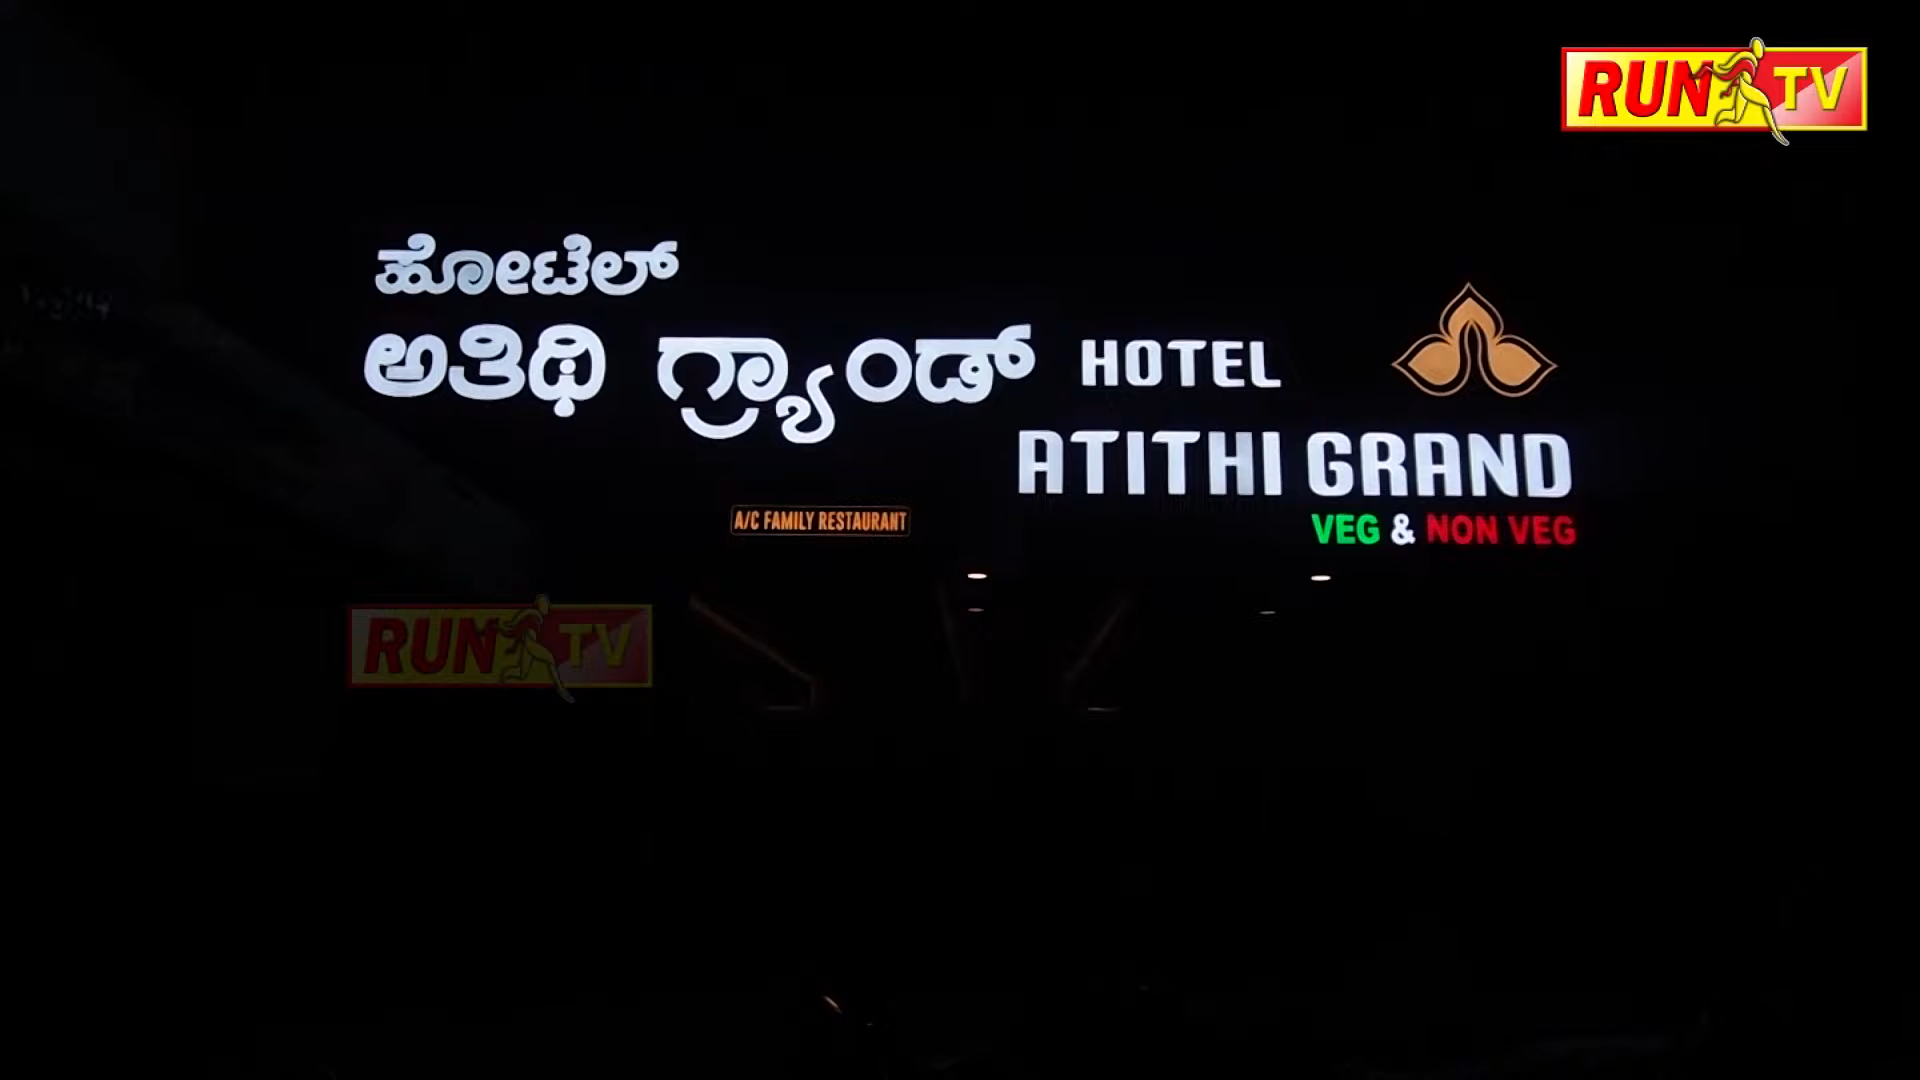 RUN TV
ಹೋಟೆಲ್
ಅತಿಥಿ ಗ್ರ್ಯಾಂಡ್
HOTEL
ATITHI GRAND
VEG & NON VEG
A/C FAMILY RESTAURANT
RUN TV